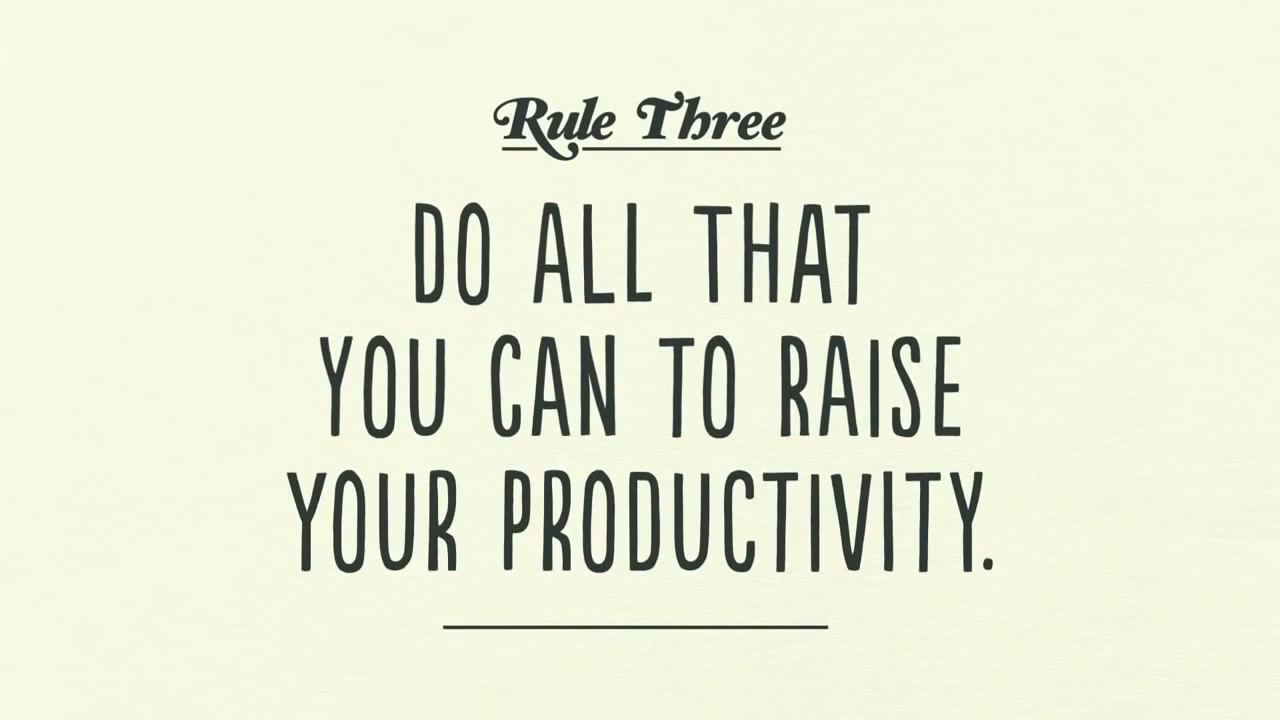 Rule Three
DO ALL THAT
YOU CAN TO RAISE
YOUR PRODUCTIVITY.